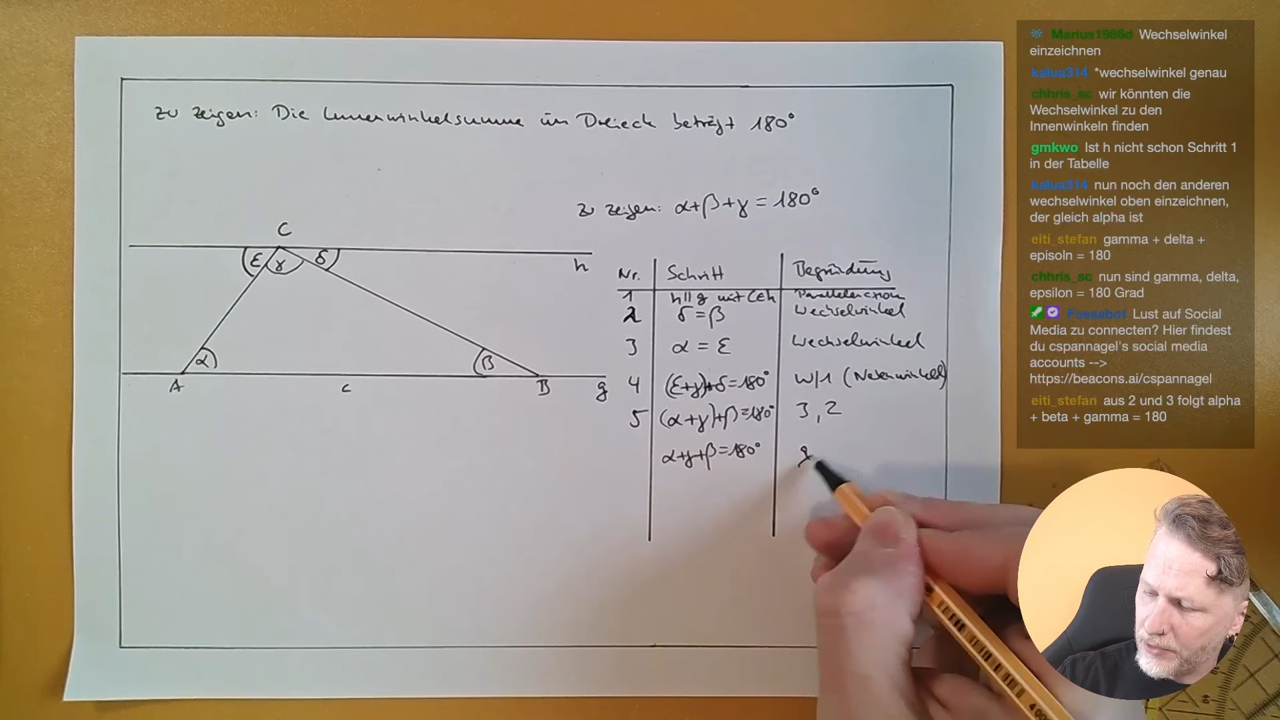 zu zeigen: Die Innenwinkelsumme im Dreieck beträgt 180°
zu zeigen: α+β+γ = 180°
C
ε γ δ
h
α
β
A
c
B
g
Nr. Schritt Begründung
1 h||g mit C∈h Parallelenaxiom
2 δ = β Wechselwinkel
3 α = ε Wechselwinkel
4 (ε+γ)+δ=180° W/1 (Nebenwinkel)
5 (α+γ)+β=180° 3, 2
α+γ+β=180°
Marius1986d Wechselwinkel
einzeichnen
kalua314 *wechselwinkel genau
chhris_sc wir könnten die
Wechselwinkel zu den
Innenwinkeln finden
gmkwo Ist h nicht schon Schritt 1
in der Tabelle
kalua314 nun noch den anderen
wechselwinkel oben einzeichnen,
der gleich alpha ist
eiti_stefan gamma + delta +
episoln = 180
chhris_sc nun sind gamma, delta,
epsilon = 180 Grad
Fossabot Lust auf Social
Media zu connecten? Hier findest
du cspannagel's social media
accounts -->
https://beacons.ai/cspannagel
eiti_stefan aus 2 und 3 folgt alpha
+ beta + gamma = 180